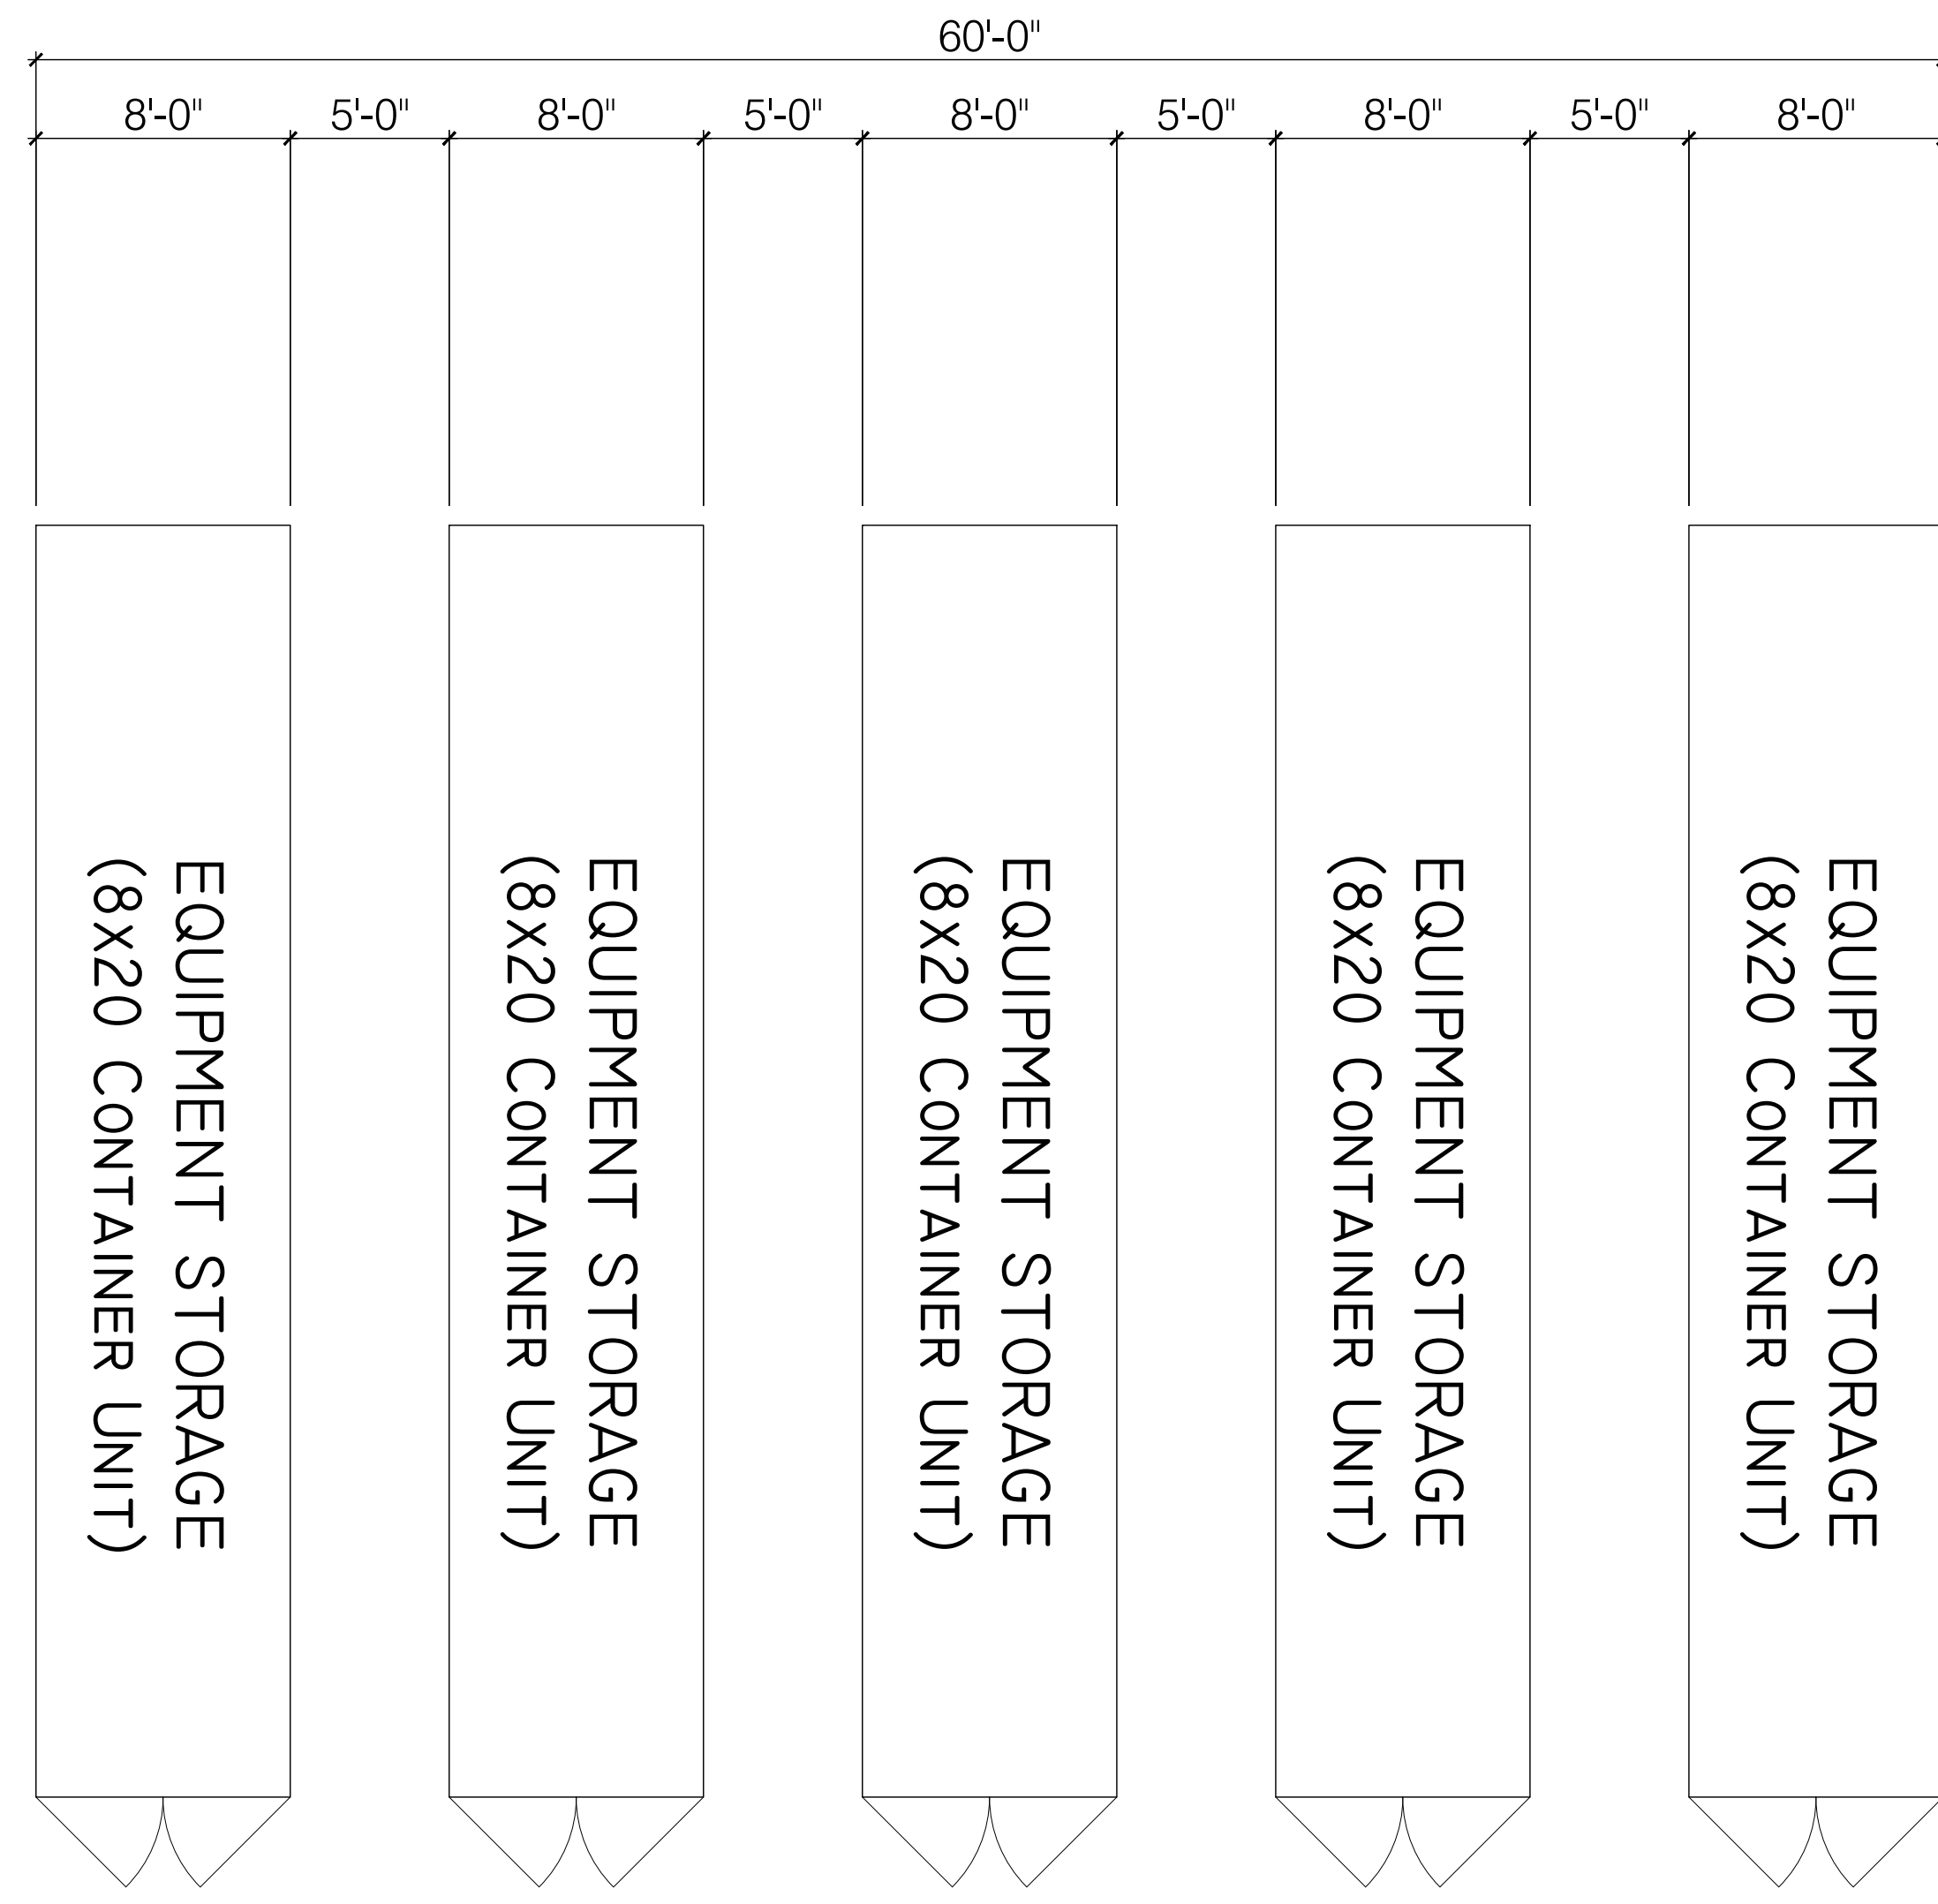 60'-0"
8'-0" 5'-0" 8'-0" 5'-0" 8'-0" 5'-0" 8'-0" 5'-0" 8'-0"
EQUIPMENT STORAGE
(8x20 CONTAINER UNIT)
EQUIPMENT STORAGE
(8x20 CONTAINER UNIT)
EQUIPMENT STORAGE
(8x20 CONTAINER UNIT)
EQUIPMENT STORAGE
(8x20 CONTAINER UNIT)
EQUIPMENT STORAGE
(8x20 CONTAINER UNIT)